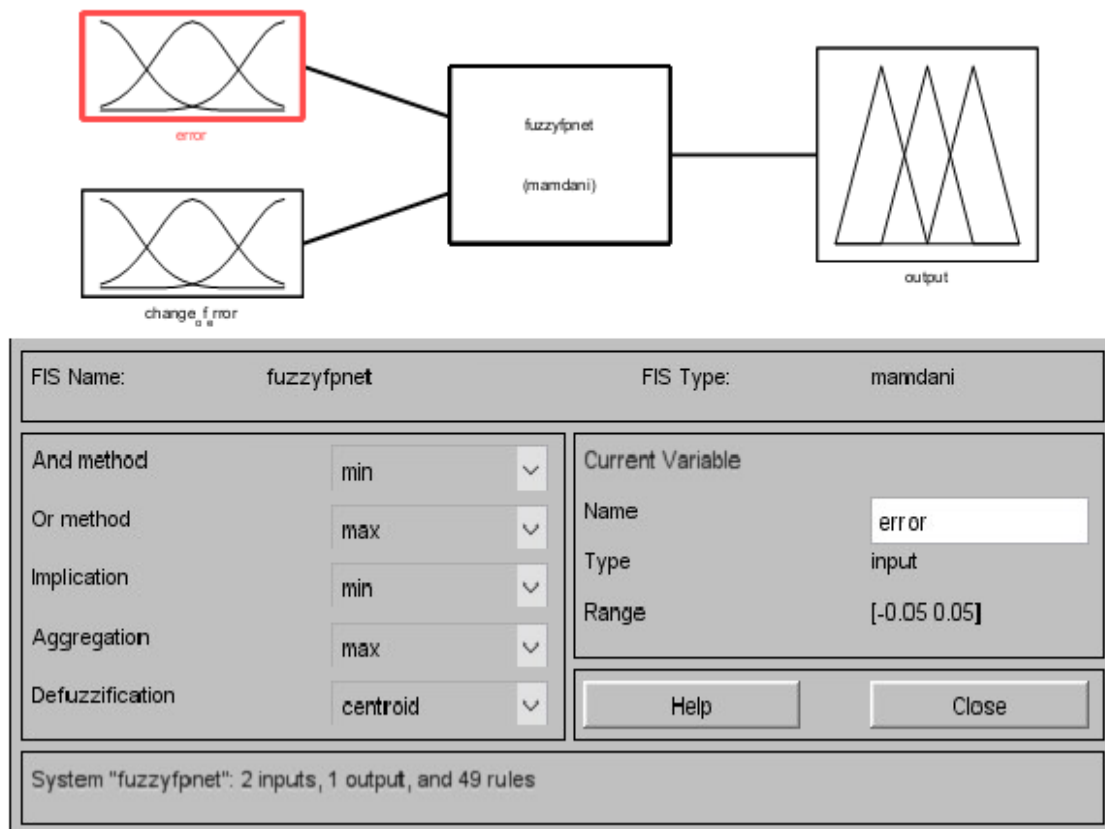 error
fuzzyfpnet
(mamdani)
change_of_error
output
FIS Name: fuzzyfpnet FIS Type: mamdani
And method min
Or method max
Implication min
Aggregation max
Defuzzification centroid
Current Variable
Name error
Type input
Range [-0.05 0.05]
Help Close
System "fuzzyfpnet": 2 inputs, 1 output, and 49 rules